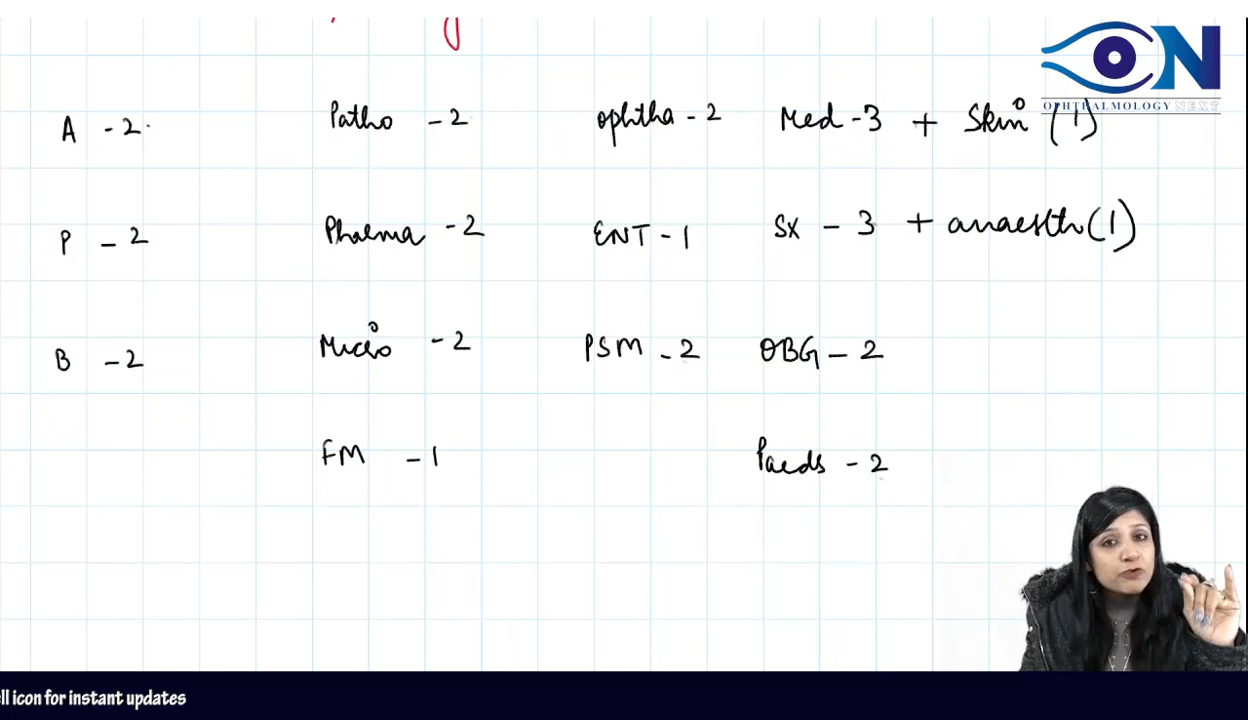 ON
OPHTHALMOLOGY NEXT
A - 2
Patho - 2
ophtha - 2
Med - 3 + Skin (1)
P - 2
Pharma - 2
ENT - 1
SX - 3 + anaesth (1)
B - 2
Micro - 2
PSM - 2
OBG - 2
FM - 1
Paeds - 2
ll icon for instant updates